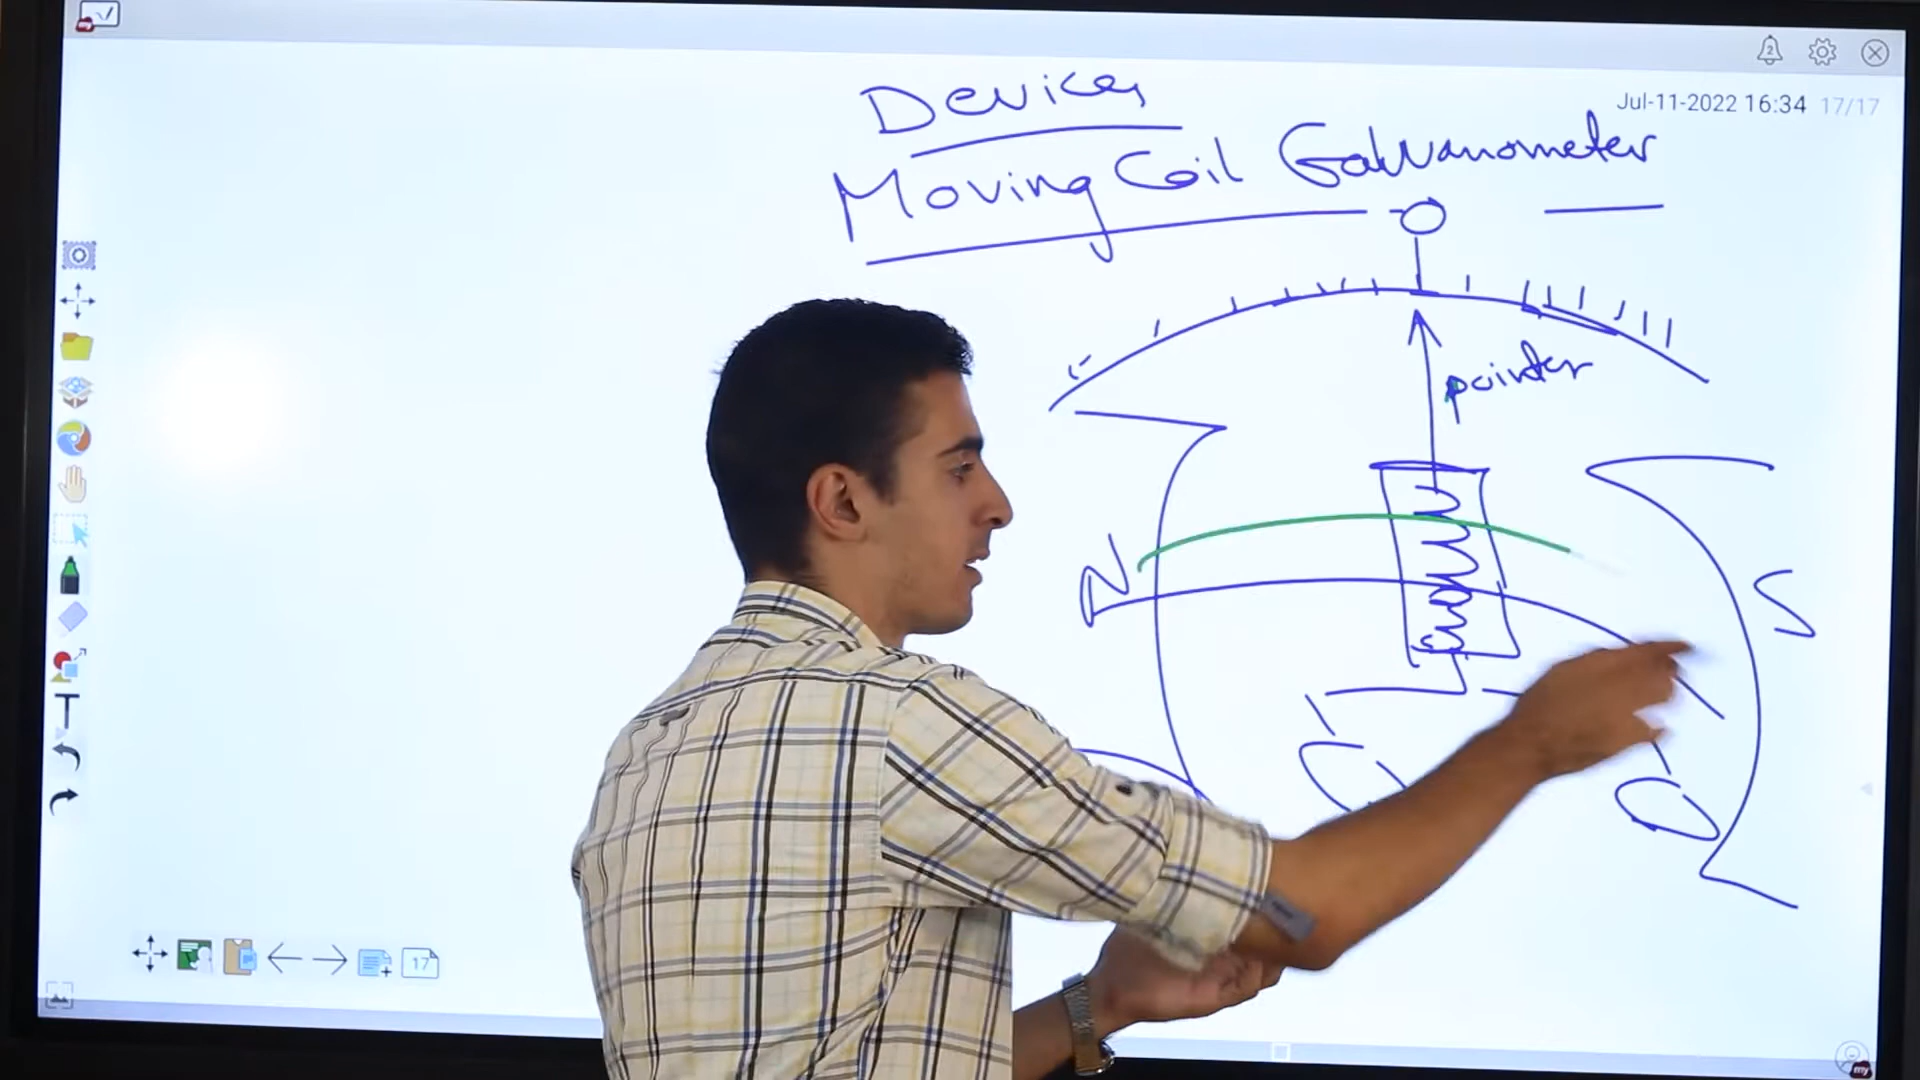 Devices
Jul-11-2022 16:34 17/17
Moving Coil Galvanometer
O
pointer
N
S
17